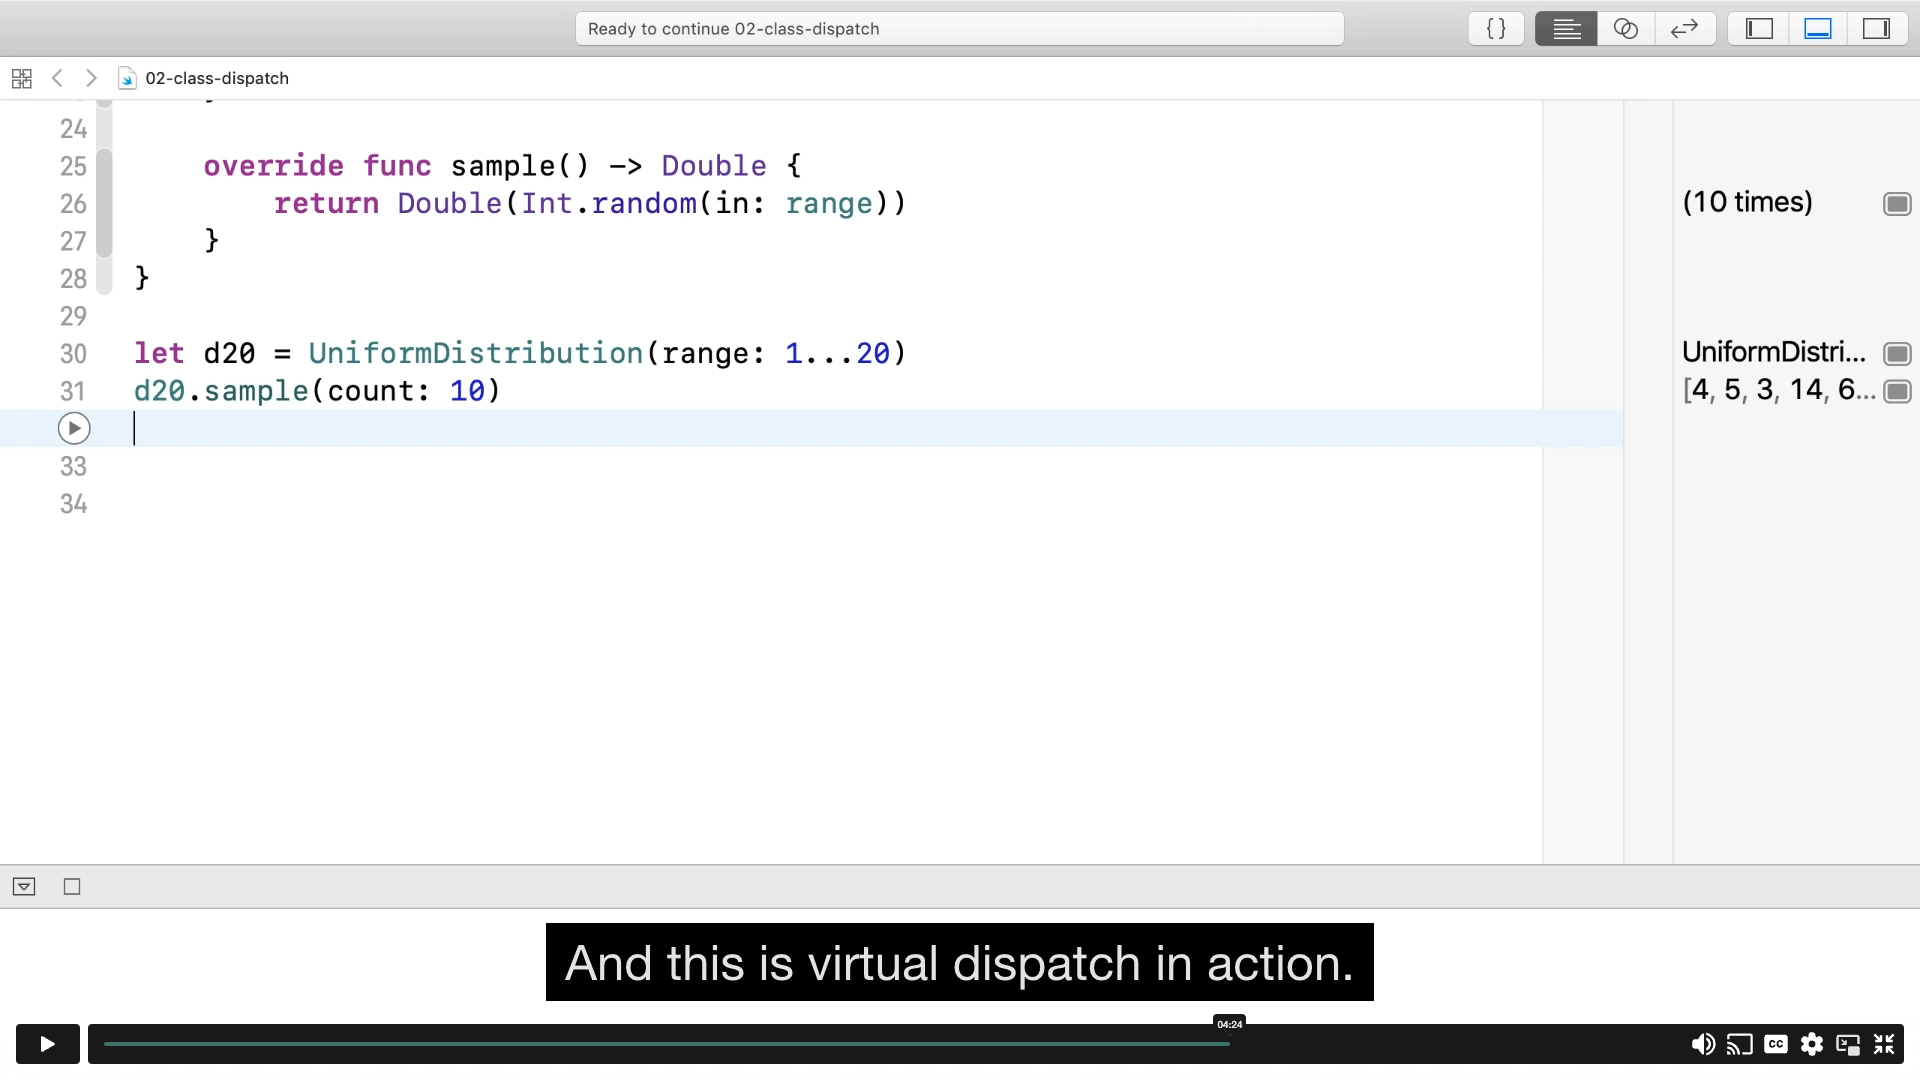 Ready to continue 02-class-dispatch
{ }
02-class-dispatch
24
25 override func sample() -> Double {
26 return Double(Int.random(in: range))
(10 times)
27 }
28 }
29
30 let d20 = UniformDistribution(range: 1...20)
UniformDistri...
31 d20.sample(count: 10)
[4, 5, 3, 14, 6...
33
34
And this is virtual dispatch in action.
04:24
CC